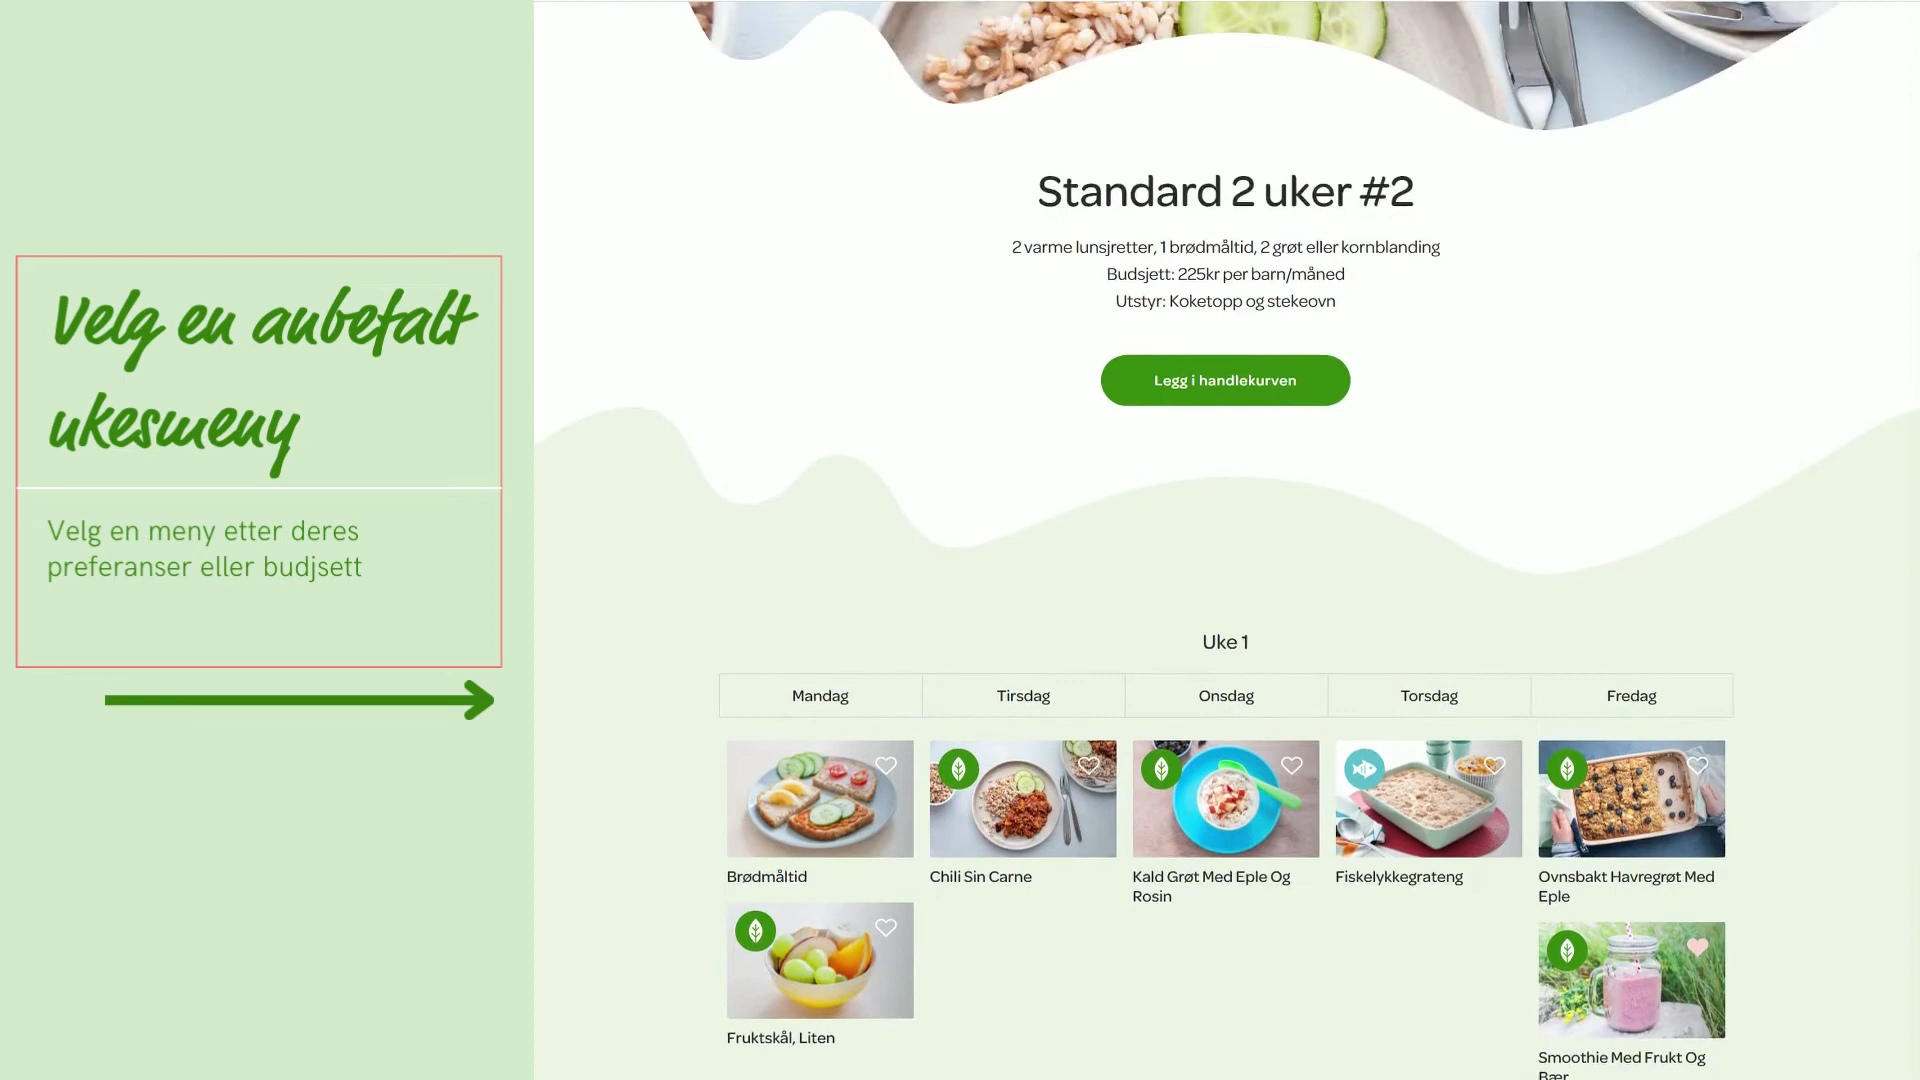 Velg en anbefalt
ukesmeny
Velg en meny etter deres
preferanser eller budjsett
Standard 2 uker #2
2 varme lunsjretter, 1 brødmåltid, 2 grøt eller kornblanding
Budsjett: 225kr per barn/måned
Utstyr: Koketopp og stekeovn
Legg i handlekurven
Uke 1
Mandag
Tirsdag
Onsdag
Torsdag
Fredag
Brødmåltid
Chili Sin Carne
Kald Grøt Med Eple Og
Rosin
Fiskelykkegrateng
Ovnsbakt Havregrøt Med
Eple
Fruktskål, Liten
Smoothie Med Frukt Og
Bær